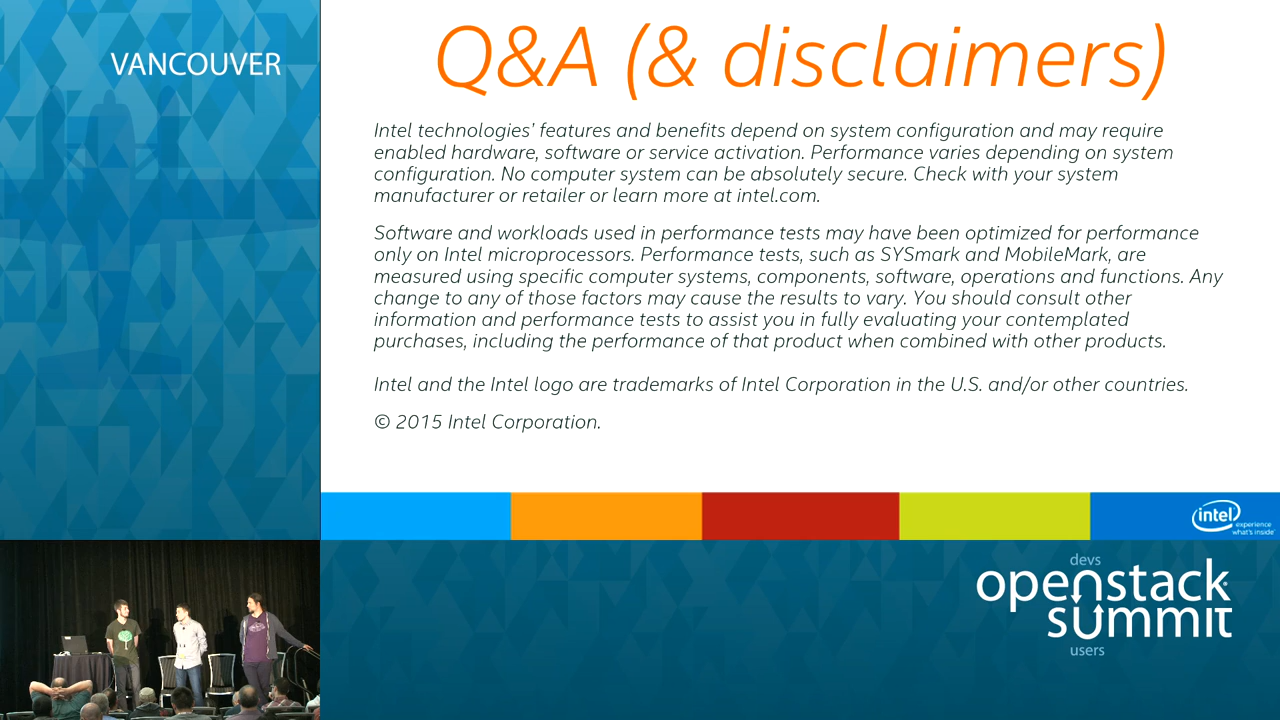 VANCOUVER
Q&A (& disclaimers)
Intel technologies’ features and benefits depend on system configuration and may require
enabled hardware, software or service activation. Performance varies depending on system
configuration. No computer system can be absolutely secure. Check with your system
manufacturer or retailer or learn more at intel.com.
Software and workloads used in performance tests may have been optimized for performance
only on Intel microprocessors. Performance tests, such as SYSmark and MobileMark, are
measured using specific computer systems, components, software, operations and functions. Any
change to any of those factors may cause the results to vary. You should consult other
information and performance tests to assist you in fully evaluating your contemplated
purchases, including the performance of that product when combined with other products.
Intel and the Intel logo are trademarks of Intel Corporation in the U.S. and/or other countries.
© 2015 Intel Corporation.
intel
experience
what's inside™
devs
openstack®
summit
users